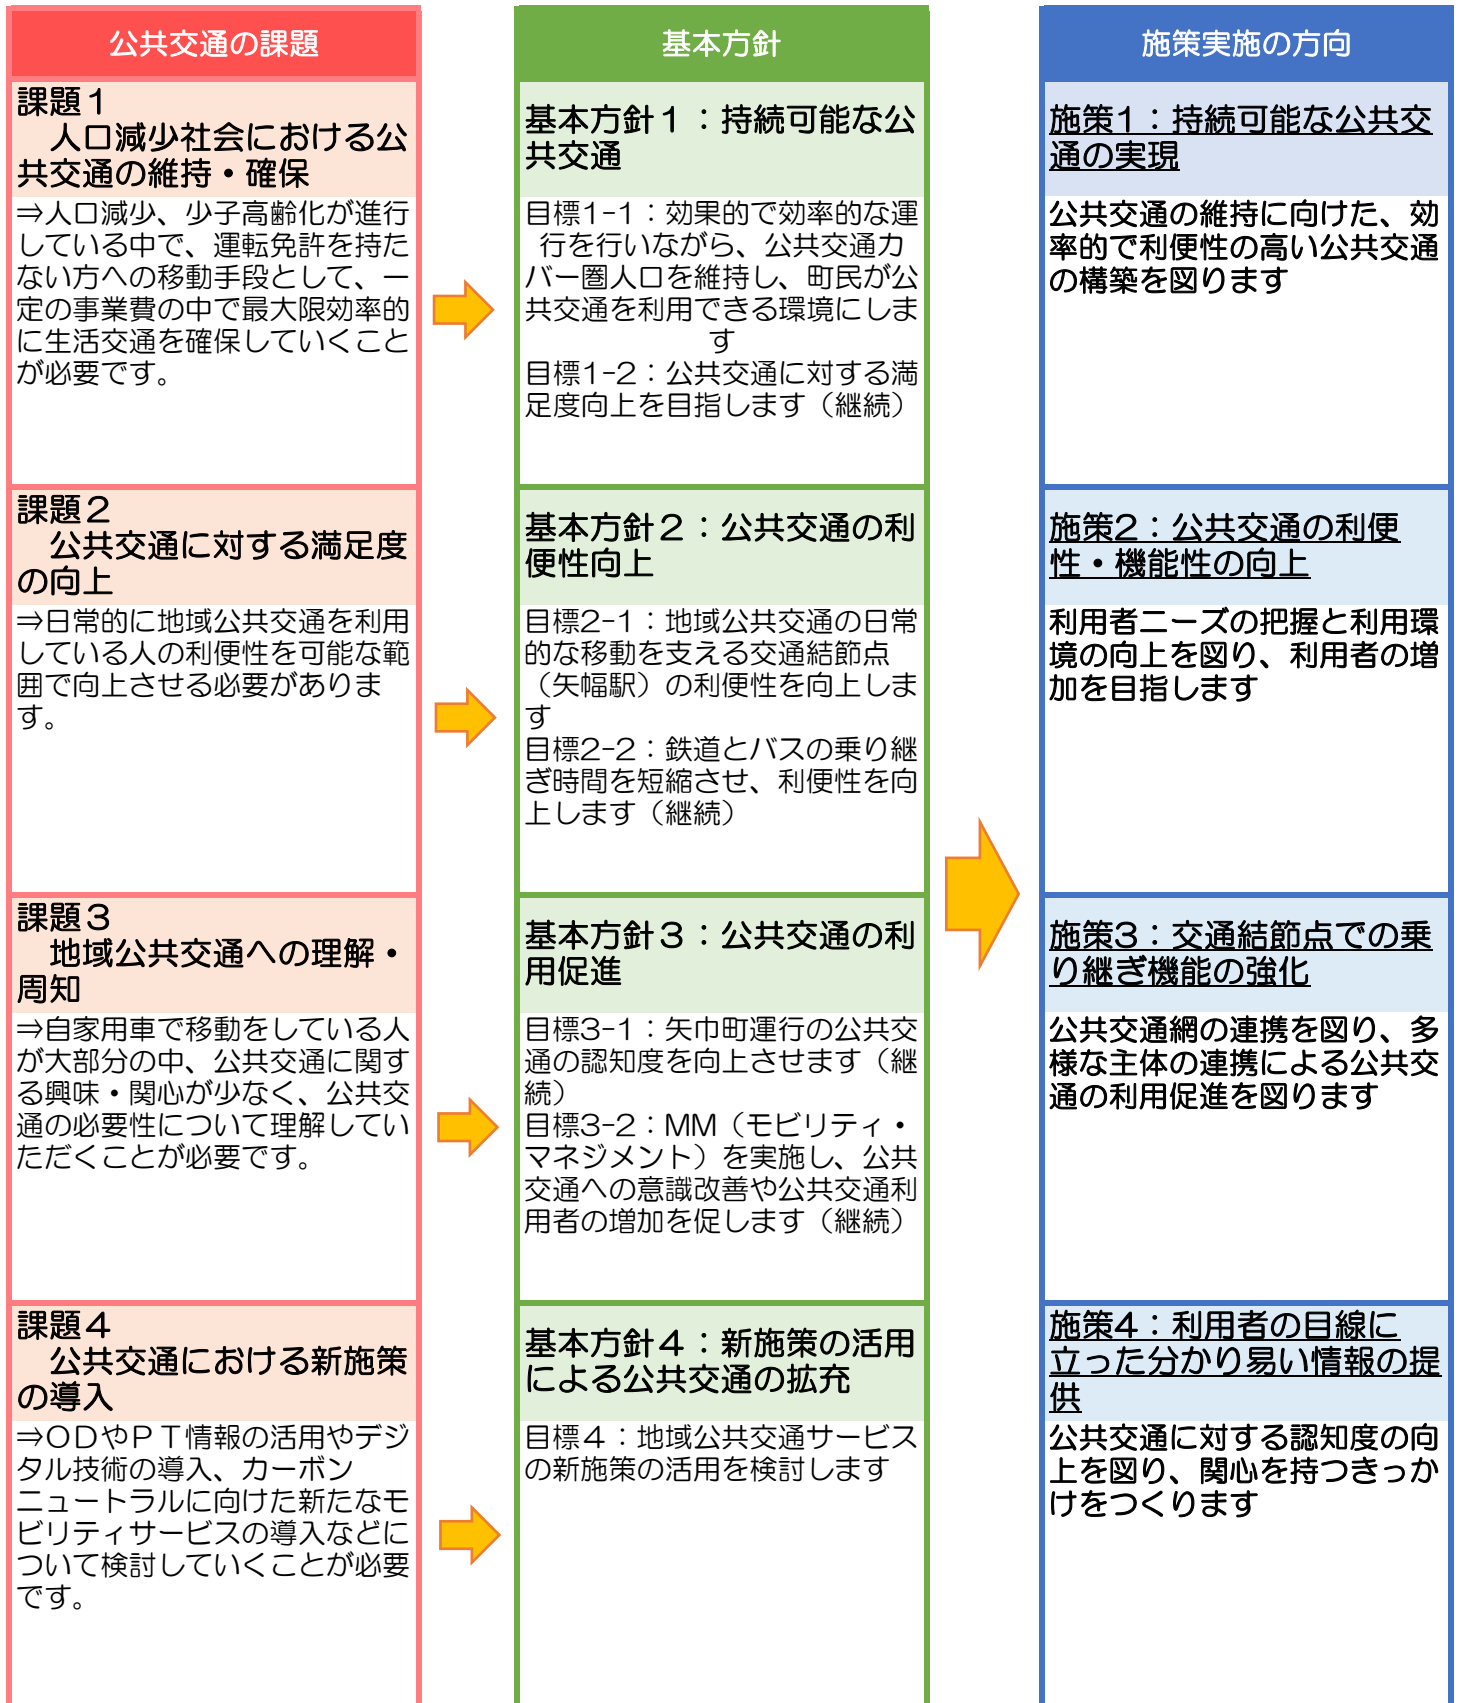 公共交通の課題
課題１
人口減少社会における公
共交通の維持・確保
⇒人口減少、少子高齢化が進行
している中で、運転免許を持た
ない方への移動手段として、一
定の事業費の中で最大限効率的
に生活交通を確保していくこと
が必要です。
課題２
公共交通に対する満足度
の向上
⇒日常的に地域公共交通を利用
している人の利便性を可能な範
囲で向上させる必要がありま
す。
課題３
地域公共交通への理解・
周知
⇒自家用車で移動をしている人
が大部分の中、公共交通に関す
る興味・関心が少なく、公共交
通の必要性について理解してい
ただくことが必要です。
課題４
公共交通における新施策
の導入
⇒ＯＤやＰＴ情報の活用やデジ
タル技術の導入、カーボン
ニュートラルに向けた新たなモ
ビリティサービスの導入などに
ついて検討していくことが必要
です。
基本方針
基本方針１：持続可能な公
共交通
目標1-1：効果的で効率的な運
行を行いながら、公共交通カ
バー圏人口を維持し、町民が公
共交通を利用できる環境にしま
す
目標1-2：公共交通に対する満
足度向上を目指します（継続）
基本方針２：公共交通の利
便性向上
目標2-1：地域公共交通の日常
的な移動を支える交通結節点
（矢幅駅）の利便性を向上しま
す
目標2-2：鉄道とバスの乗り継
ぎ時間を短縮させ、利便性を向
上します（継続）
基本方針３：公共交通の利
用促進
目標3-1：矢巾町運行の公共交
通の認知度を向上させます（継
続）
目標3-2：MM（モビリティ・
マネジメント）を実施し、公共
交通への意識改善や公共交通利
用者の増加を促します（継続）
基本方針４：新施策の活用
による公共交通の拡充
目標４：地域公共交通サービス
の新施策の活用を検討します
施策実施の方向
施策1：持続可能な公共交
通の実現
公共交通の維持に向けた、効
率的で利便性の高い公共交通
の構築を図ります
施策2：公共交通の利便
性・機能性の向上
利用者ニーズの把握と利用環
境の向上を図り、利用者の増
加を目指します
施策3：交通結節点での乗
り継ぎ機能の強化
公共交通網の連携を図り、多
様な主体の連携による公共交
通の利用促進を図ります
施策4：利用者の目線に
立った分かり易い情報の提
供
公共交通に対する認知度の向
上を図り、関心を持つきっか
けをつくります